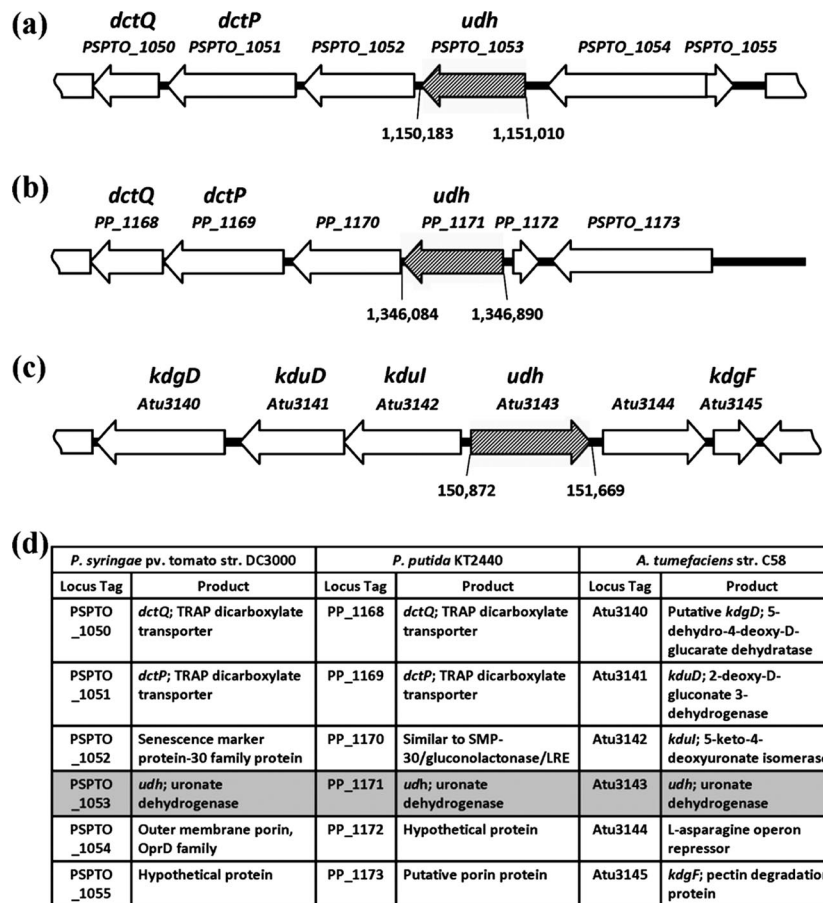 (a)
dctQ dctP udh
PSPTO_1050 PSPTO_1051 PSPTO_1052 PSPTO_1053 PSPTO_1054 PSPTO_1055
1,150,183 1,151,010
(b)
dctQ dctP udh
PP_1168 PP_1169 PP_1170 PP_1171 PP_1172 PSPTO_1173
1,346,084 1,346,890
(c)
kdgD kduD kduI udh kdgF
Atu3140 Atu3141 Atu3142 Atu3143 Atu3144 Atu3145
150,872 151,669
(d)
P. syringae pv. tomato str. DC3000 P. putida KT2440 A. tumefaciens str. C58
Locus Tag Product Locus Tag Product Locus Tag Product
PSPTO dctQ; TRAP dicarboxylate PP_1168 dctQ; TRAP dicarboxylate Atu3140 Putative kdgD; 5-
_1050 transporter transporter dehydro-4-deoxy-D-
glucarate dehydratase
PSPTO dctP; TRAP dicarboxylate PP_1169 dctP; TRAP dicarboxylate Atu3141 kduD; 2-deoxy-D-
_1051 transporter transporter gluconate 3-
dehydrogenase
PSPTO Senescence marker PP_1170 Similar to SMP- Atu3142 kduI; 5-keto-4-
_1052 protein-30 family protein 30/gluconolactonase/LRE deoxyuronate isomerase
PSPTO udh; uronate PP_1171 udh; uronate Atu3143 udh; uronate
_1053 dehydrogenase dehydrogenase dehydrogenase
PSPTO Outer membrane porin, PP_1172 Hypothetical protein Atu3144 L-asparagine operon
_1054 OprD family repressor
PSPTO Hypothetical protein PP_1173 Putative porin protein Atu3145 kdgF; pectin degradation
_1055 protein